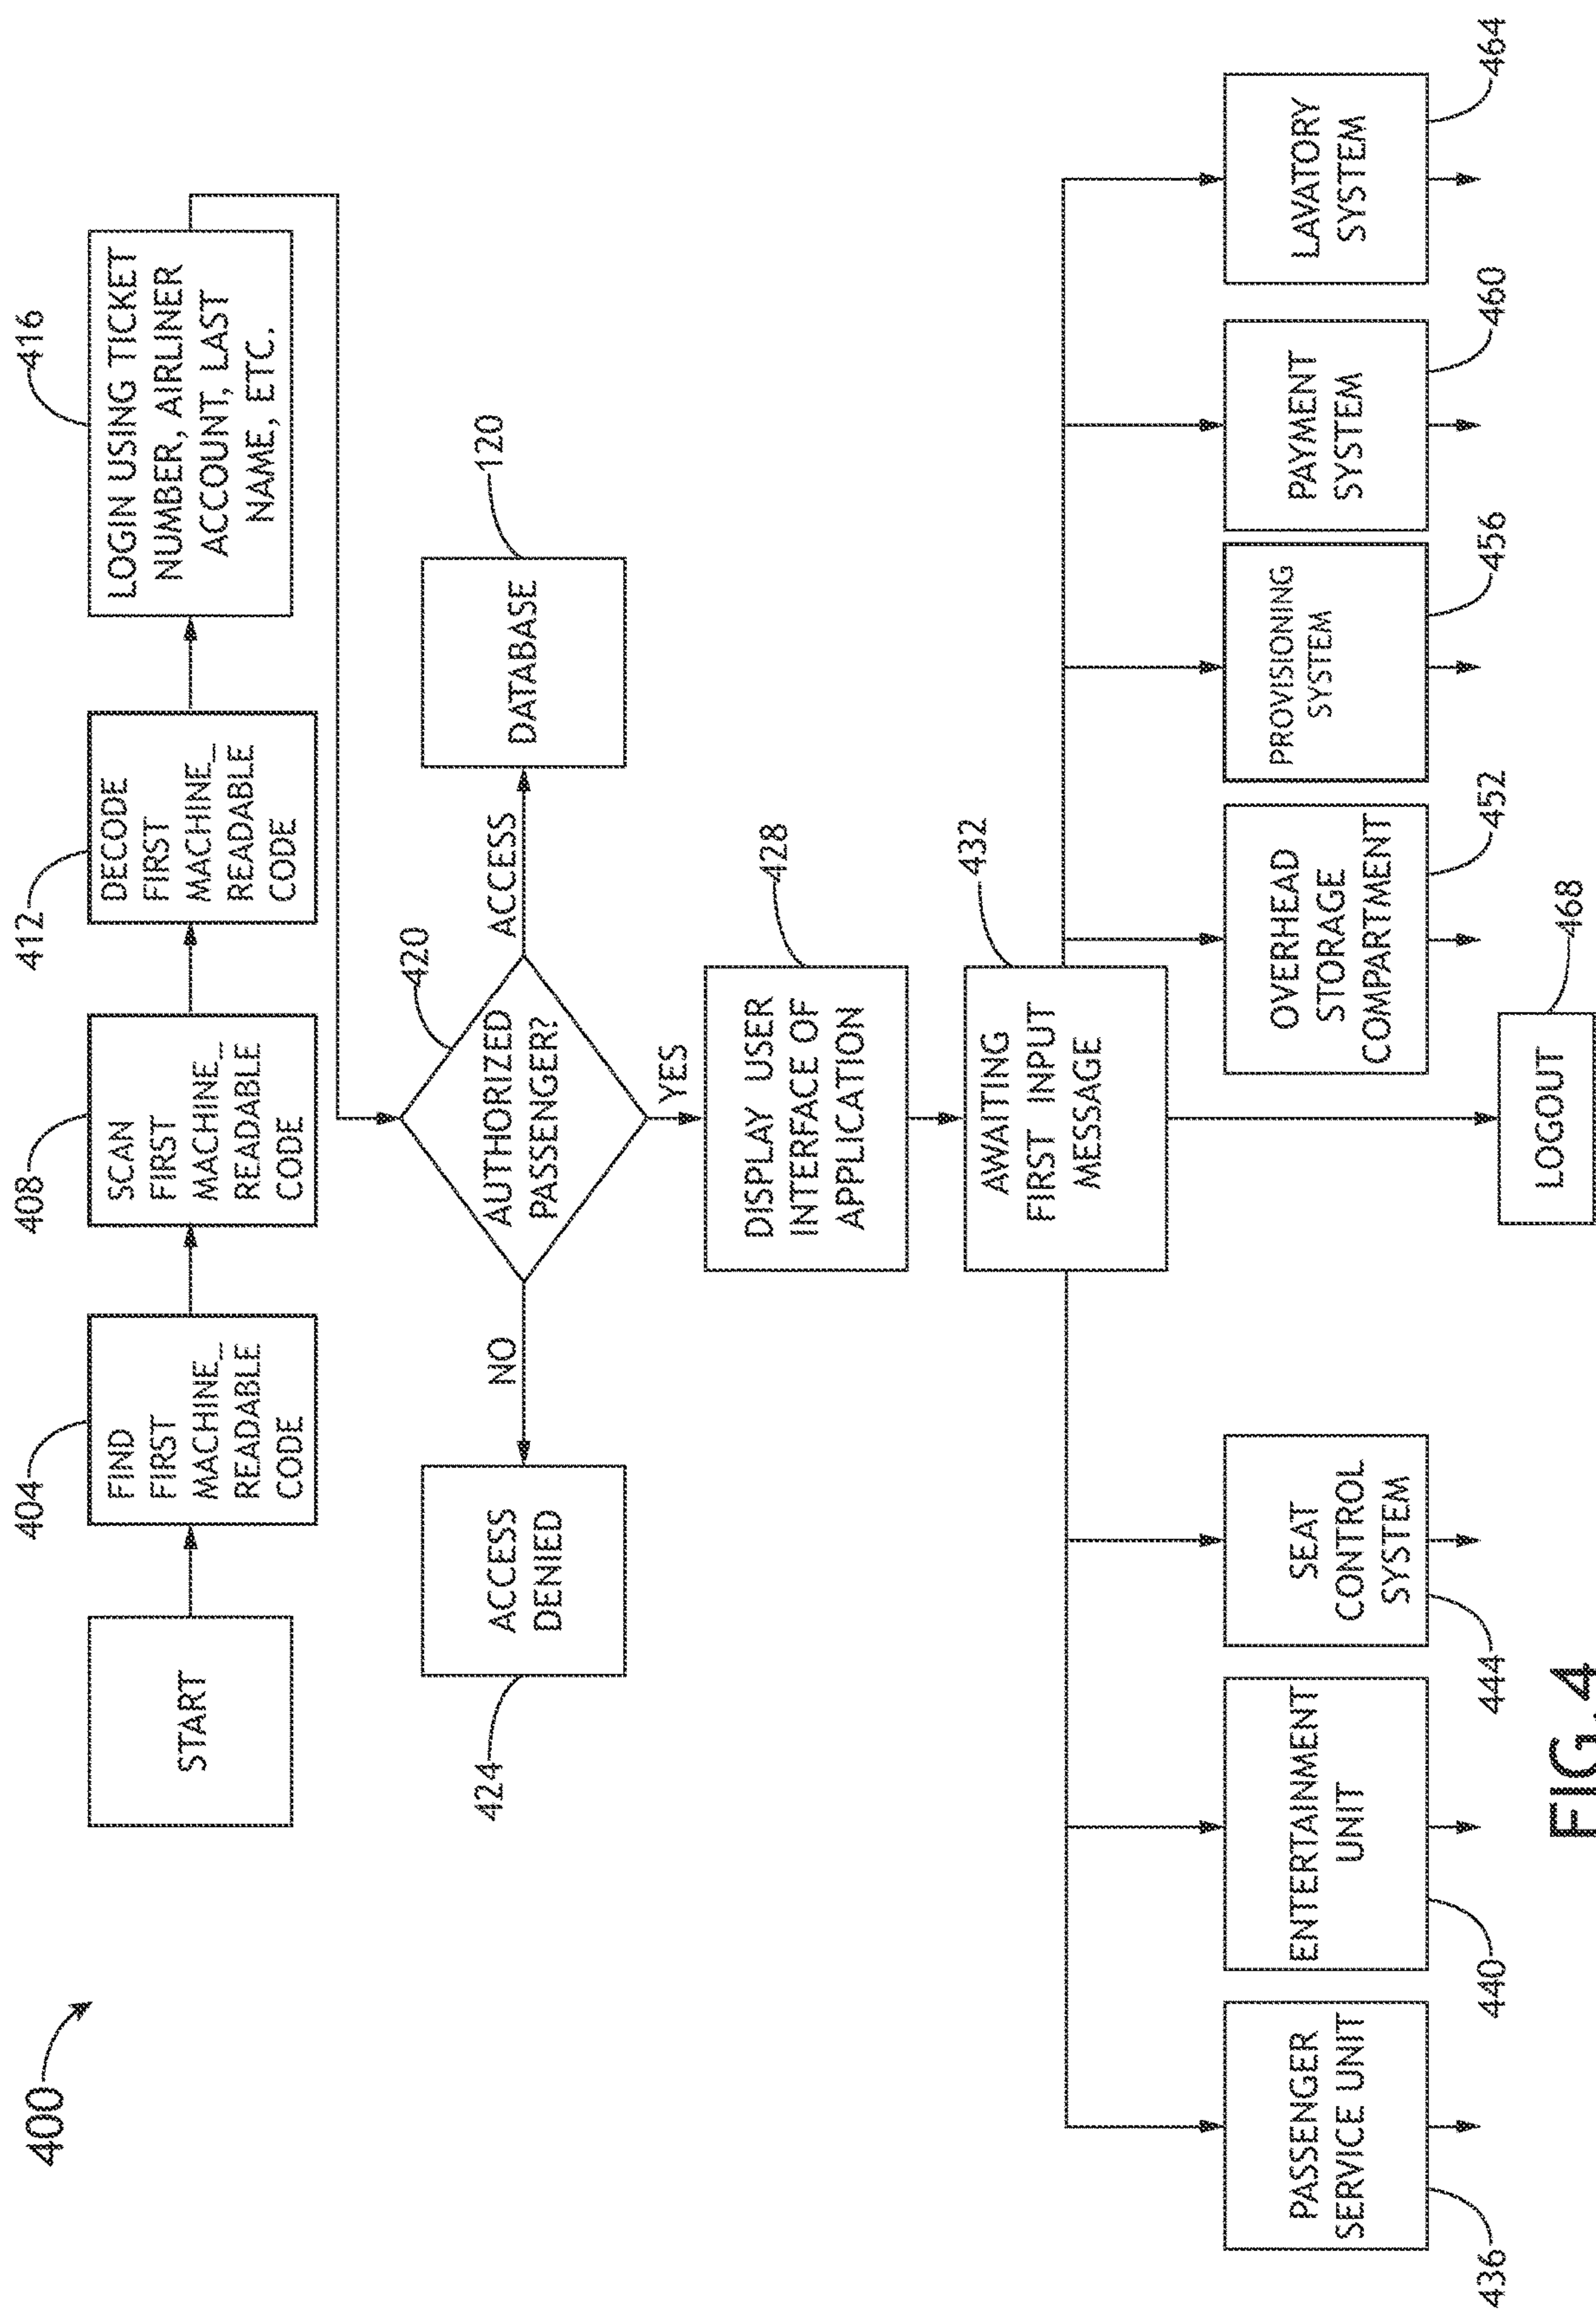 400
404
408
412
416
START
FIND
FIRST
MACHINE_
READABLE
CODE
SCAN
FIRST
MACHINE_
READABLE
CODE
DECODE
FIRST
MACHINE_
READABLE
CODE
LOGIN USING TICKET
NUMBER, AIRLINER
ACCOUNT, LAST
NAME, ETC.
424
ACCESS
DENIED
NO
420
AUTHORIZED
PASSENGER?
ACCESS
120
DATABASE
YES
428
DISPLAY USER
INTERFACE OF
APPLICATION
432
AWAITING
FIRST INPUT
MESSAGE
PASSENGER
SERVICE UNIT
ENTERTAINMENT
UNIT
SEAT
CONTROL
SYSTEM
OVERHEAD
STORAGE
COMPARTMENT
PROVISIONING
SYSTEM
PAYMENT
SYSTEM
LAVATORY
SYSTEM
436
440
444
452
456
460
464
468
LOGOUT
FIG. 4